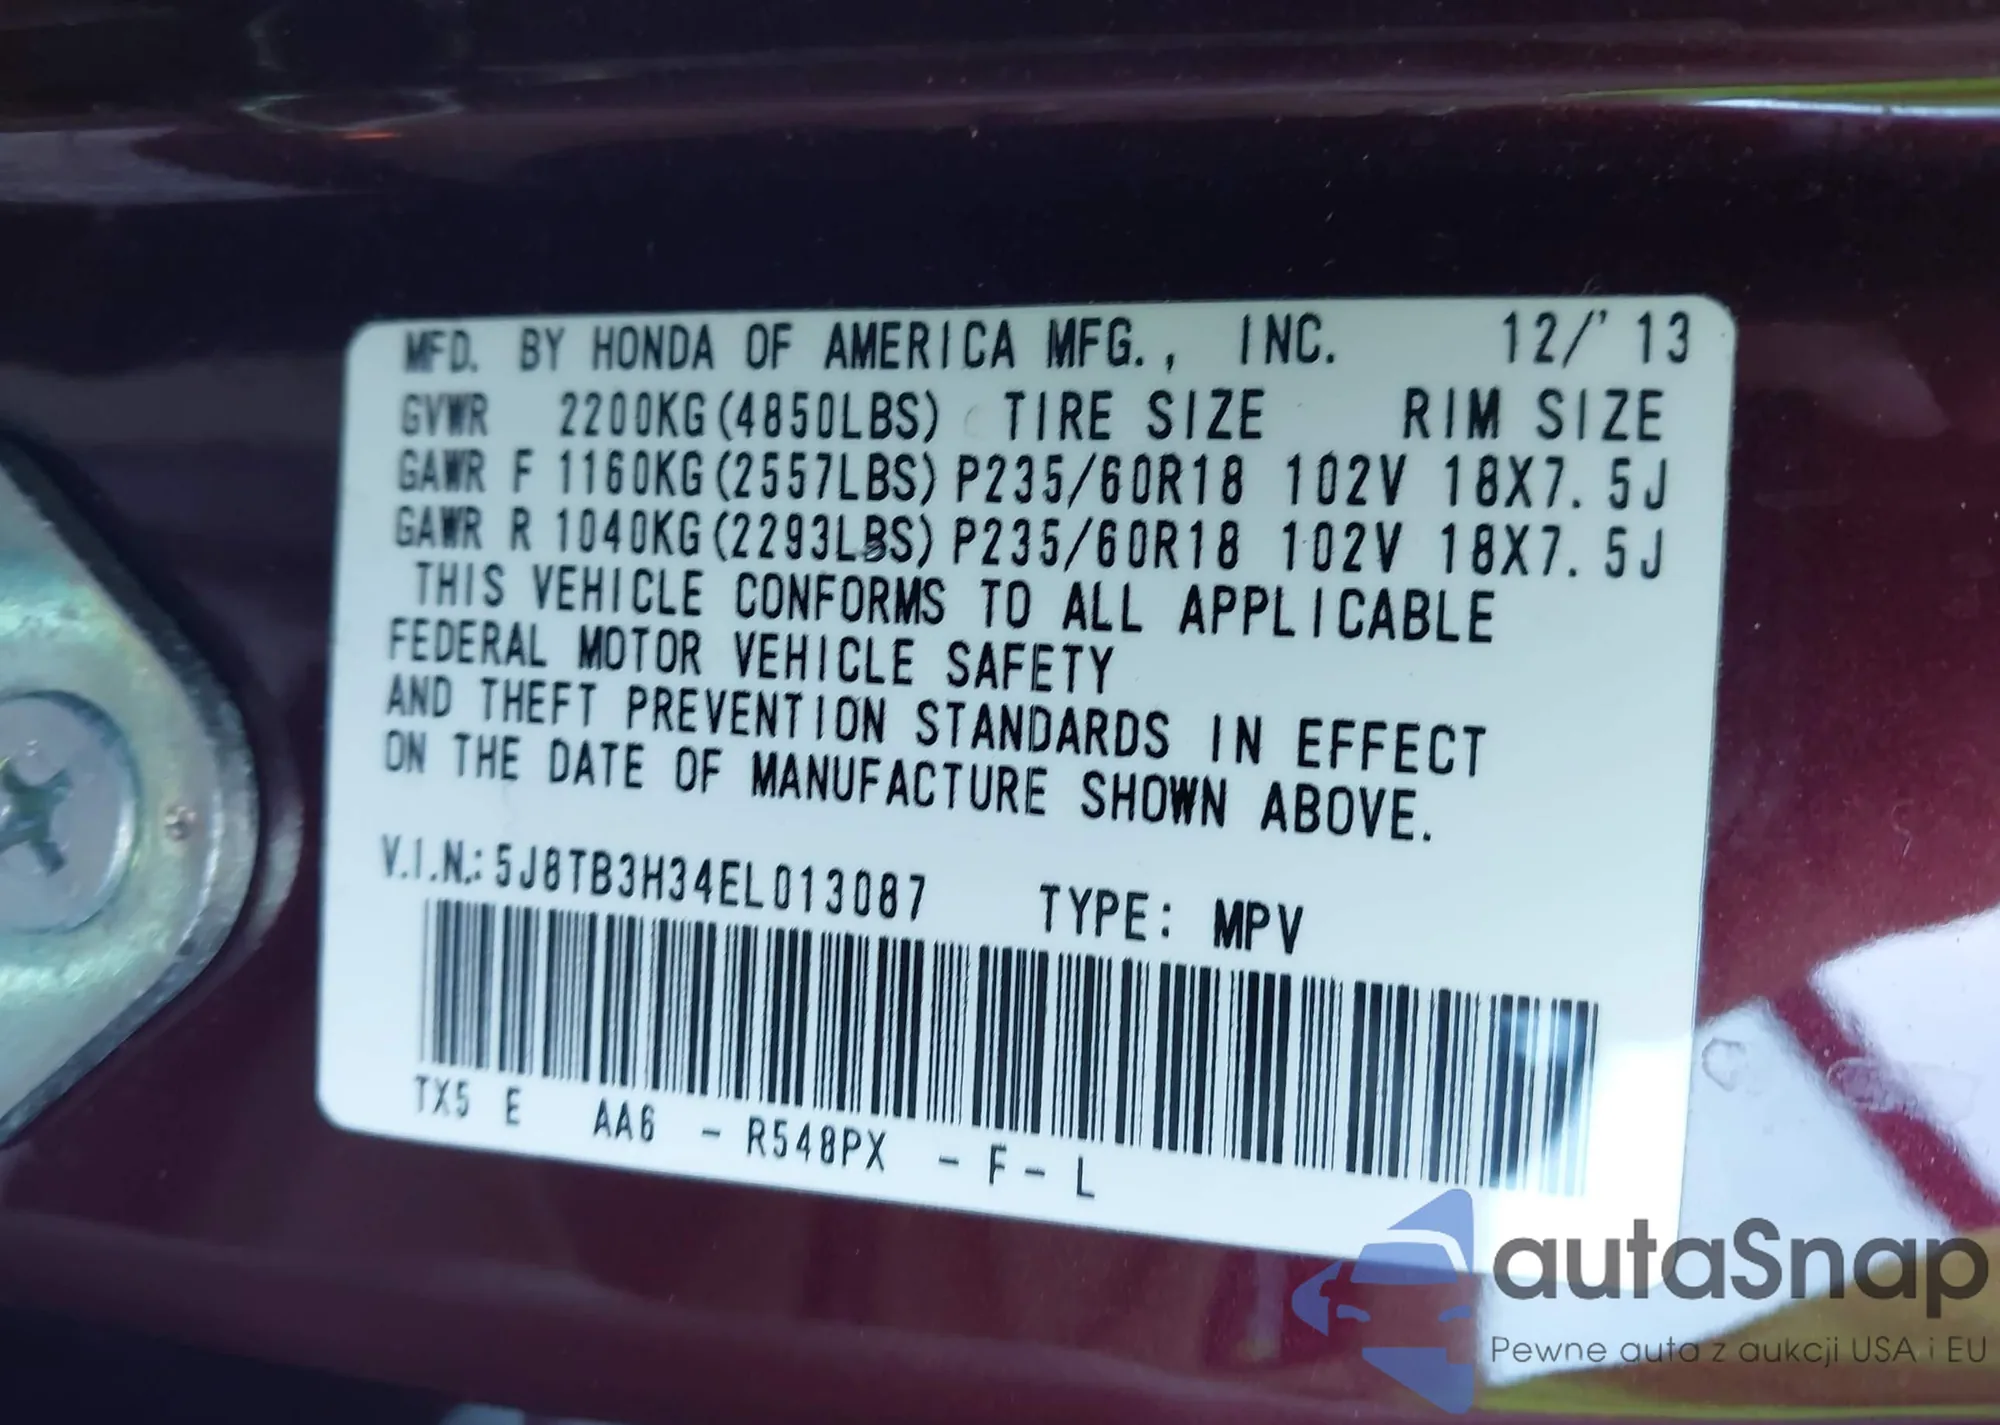 MFD. BY HONDA OF AMERICA MFG., INC. 12/'13
GVWR 2200KG(4850LBS) TIRE SIZE RIM SIZE
GAWR F 1160KG(2557LBS) P235/60R18 102V 18X7.5J
GAWR R 1040KG(2293LBS) P235/60R18 102V 18X7.5J
THIS VEHICLE CONFORMS TO ALL APPLICABLE
FEDERAL MOTOR VEHICLE SAFETY
AND THEFT PREVENTION STANDARDS IN EFFECT
ON THE DATE OF MANUFACTURE SHOWN ABOVE.
V.I.N.: 5J8TB3H34EL013087 TYPE: MPV
TX5 E AA6 - R548PX - F - L
autaSnap
Pewne auta z aukcji USA i EU